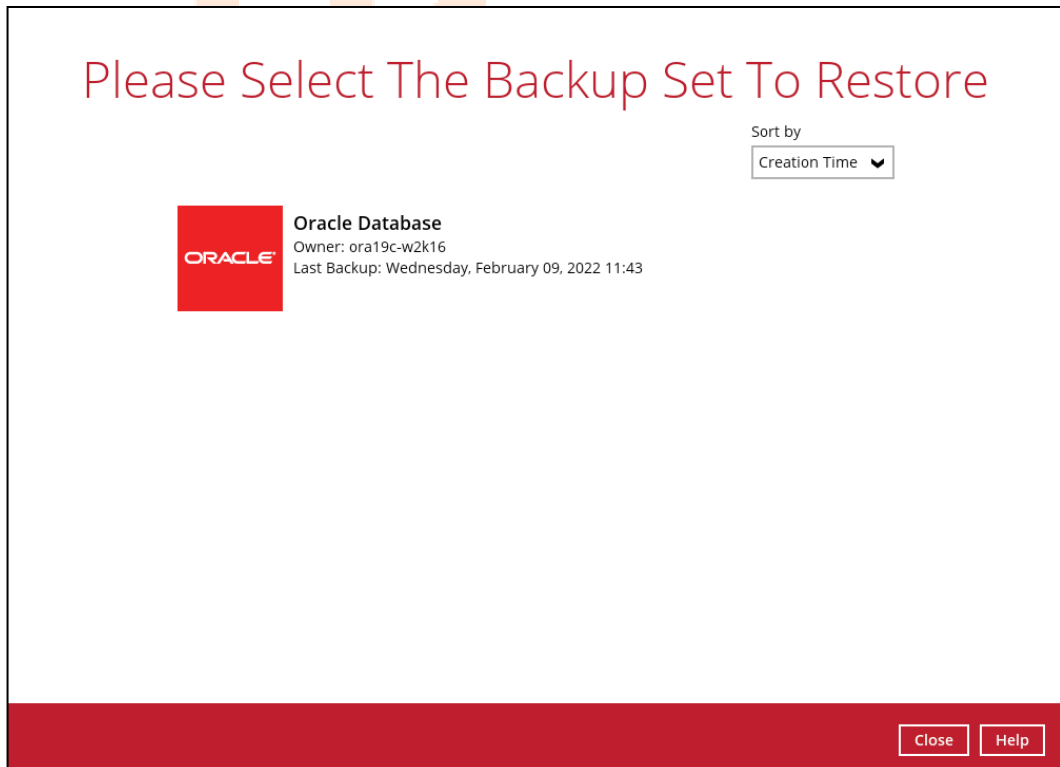 Please Select The Backup Set To Restore
Sort by
Creation Time
ORACLE
Oracle Database
Owner: ora19c-w2k16
Last Backup: Wednesday, February 09, 2022 11:43
Close
Help